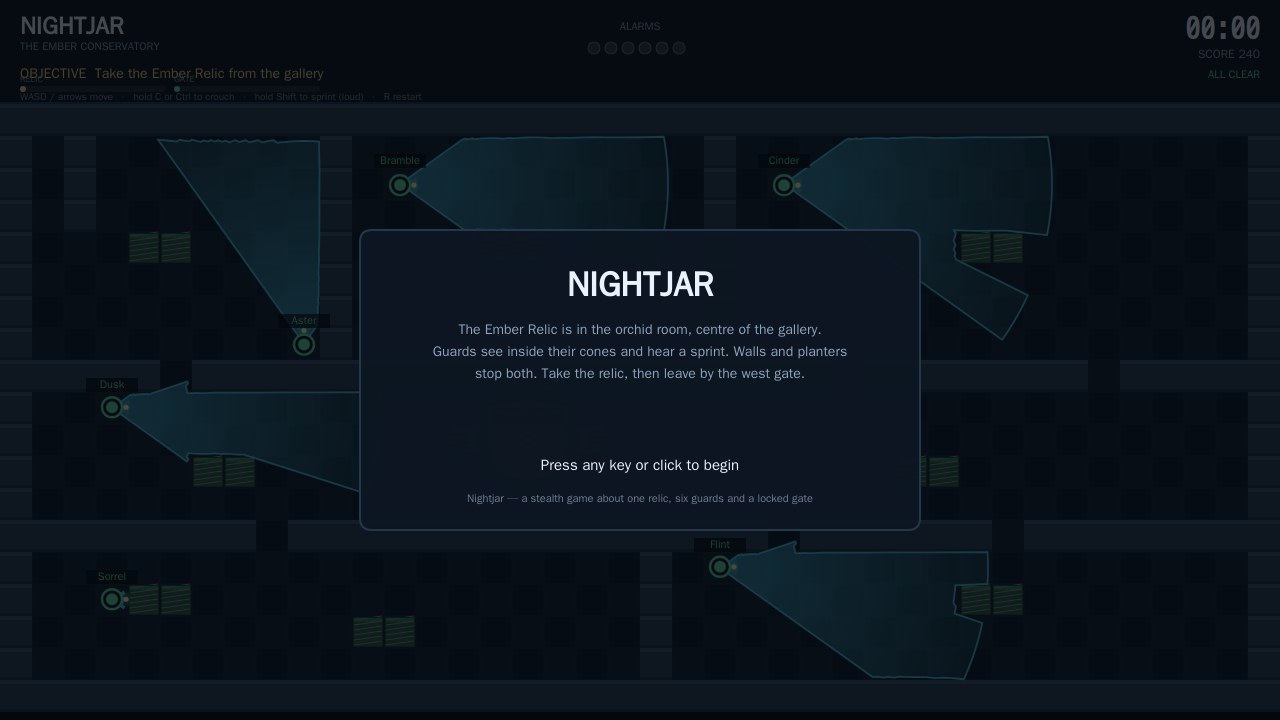 NIGHTJAR
THE EMBER CONSERVATORY
OBJECTIVE Take the Ember Relic from the gallery
GATE
WASD / arrows move · hold C or Ctrl to crouch · hold Shift to sprint (loud) · R restart
ALARMS
00:00
SCORE 240
ALL CLEAR
Bramble
Cinder
Aster
Dusk
NIGHTJAR
The Ember Relic is in the orchid room, centre of the gallery.
Guards see inside their cones and hear a sprint. Walls and planters
stop both. Take the relic, then leave by the west gate.
Press any key or click to begin
Nightjar — a stealth game about one relic, six guards and a locked gate
Flint
Sorrel